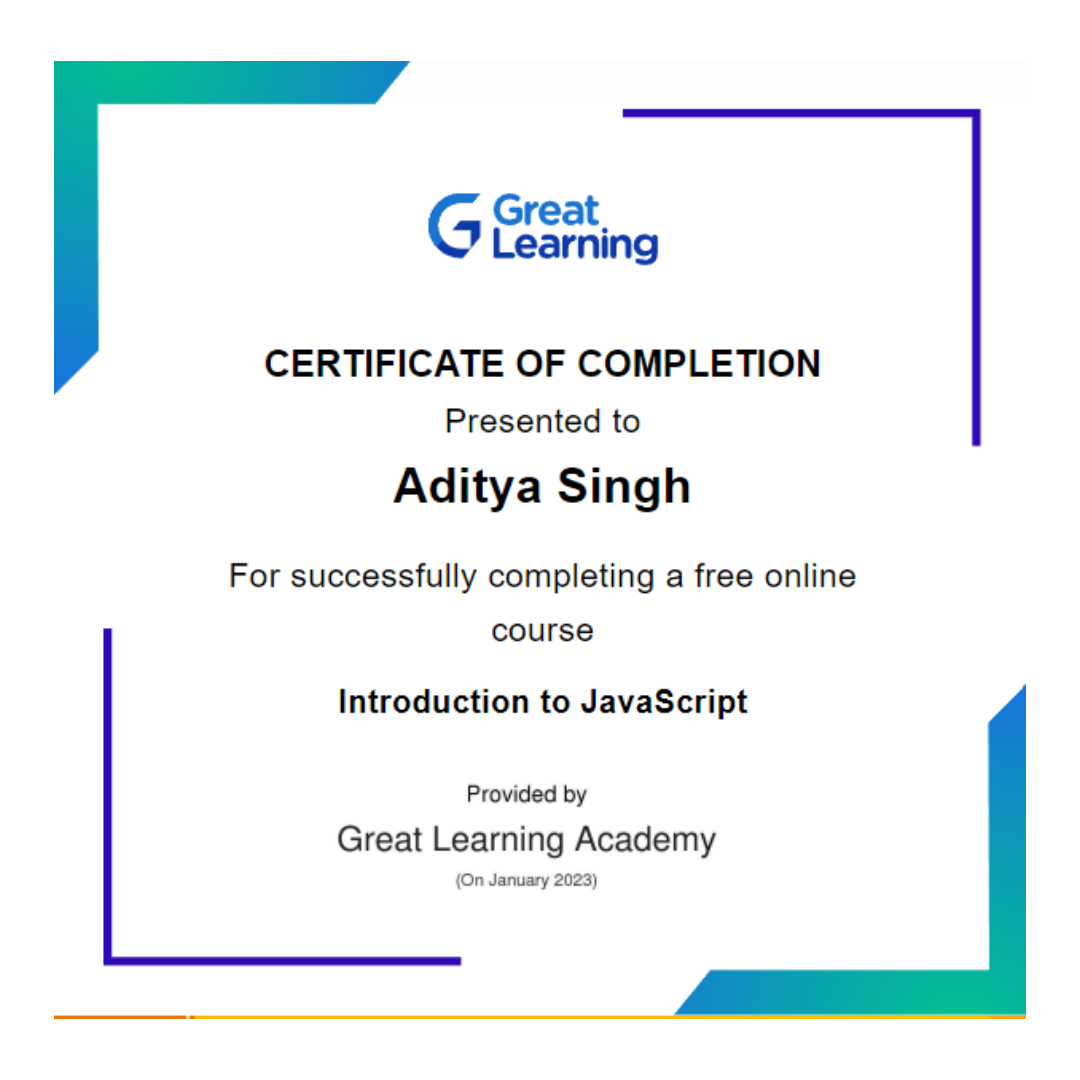 Great
Learning
CERTIFICATE OF COMPLETION
Presented to
Aditya Singh
For successfully completing a free online
course
Introduction to JavaScript
Provided by
Great Learning Academy
(On January 2023)